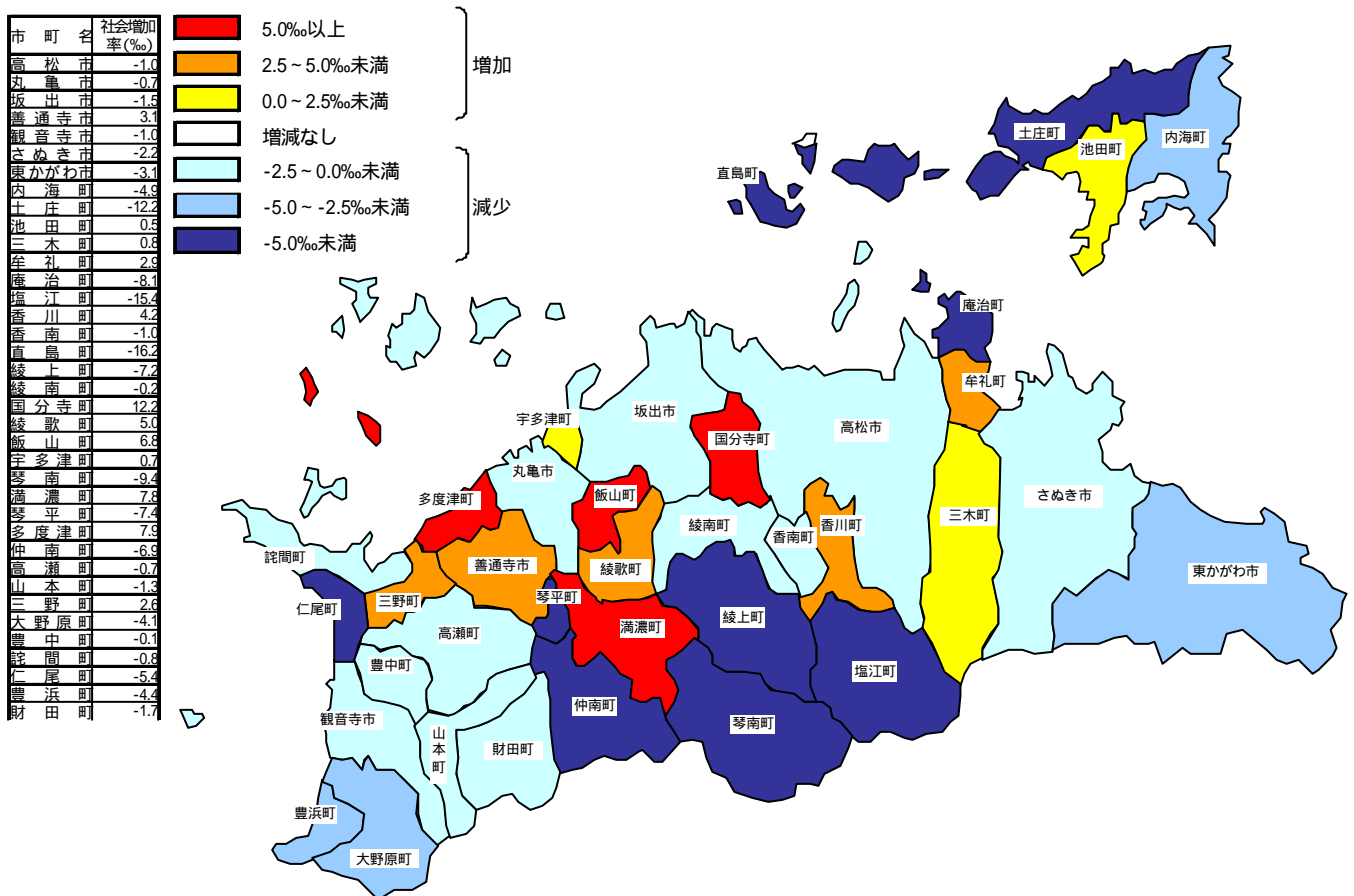 市町名 社会増加率(‰)
高松市 -1.0
丸亀市 -0.7
坂出市 -1.5
善通寺市 3.1
観音寺市 -1.0
さぬき市 -2.2
東かがわ市 -3.1
内海町 -4.9
土庄町 -12.2
池田町 0.5
三木町 0.8
牟礼町 2.9
庵治町 -8.1
塩江町 -15.4
香川町 4.2
香南町 -1.0
直島町 -16.2
綾上町 -7.2
綾南町 -0.2
国分寺町 12.2
綾歌町 5.0
飯山町 6.8
宇多津町 0.7
琴南町 -9.4
満濃町 7.8
琴平町 -7.4
多度津町 7.9
仲南町 -6.9
高瀬町 -0.7
山本町 -1.3
三野町 2.6
大野原町 -4.1
豊中町 -0.1
詫間町 -0.8
仁尾町 -5.4
豊浜町 -4.4
財田町 -1.7
5.0‰以上
2.5~5.0‰未満
0.0~2.5‰未満
増加
増減なし
-2.5~0.0‰未満
-5.0~-2.5‰未満
-5.0‰未満
減少
土庄町
内海町
池田町
直島町
庵治町
牟礼町
宇多津町
坂出市
高松市
国分寺町
丸亀市
多度津町
飯山町
さぬき市
綾南町
香南町
香川町
三木町
詫間町
善通寺市
綾歌町
東かがわ市
仁尾町
三野町
琴平町
高瀬町
満濃町
綾上町
豊中町
塩江町
仲南町
観音寺市
琴南町
山本町
財田町
豊浜町
大野原町